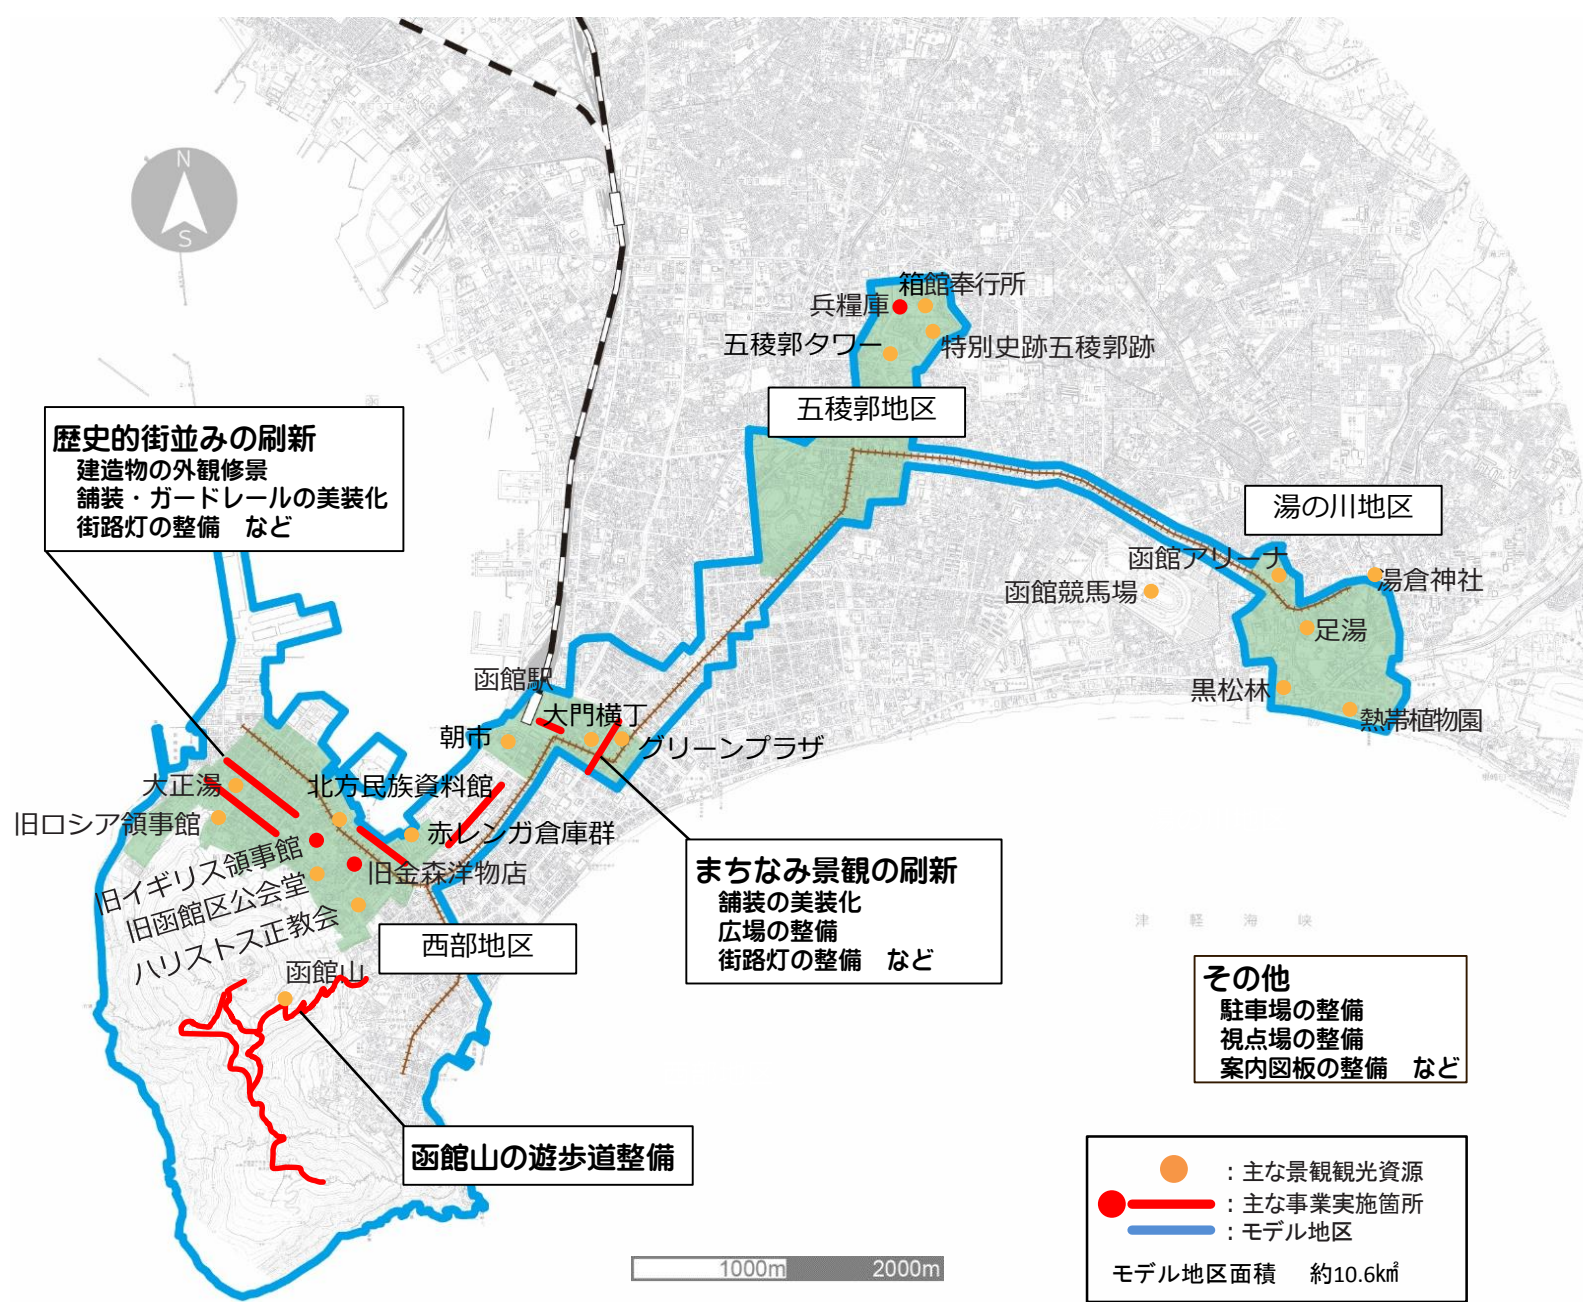 N
S
箱館奉行所
兵糧庫
五稜郭タワー
特別史跡五稜郭跡
五稜郭地区
歴史的街並みの刷新
建造物の外観修景
舗装・ガードレールの美装化
街路灯の整備 など
湯の川地区
函館アリーナ
湯倉神社
函館競馬場
足湯
黒松林
熱帯植物園
函館駅
大門横丁
朝市
グリーンプラザ
大正湯
北方民族資料館
旧ロシア領事館
赤レンガ倉庫群
旧イギリス領事館
旧金森洋物店
旧函館区公会堂
ハリストス正教会
西部地区
函館山
まちなみ景観の刷新
舗装の美装化
広場の整備
街路灯の整備 など
津軽海峡
その他
駐車場の整備
視点場の整備
案内図板の整備 など
函館山の遊歩道整備
：主な景観観光資源
：主な事業実施箇所
：モデル地区
モデル地区面積 約10.6㎢
1000m 2000m